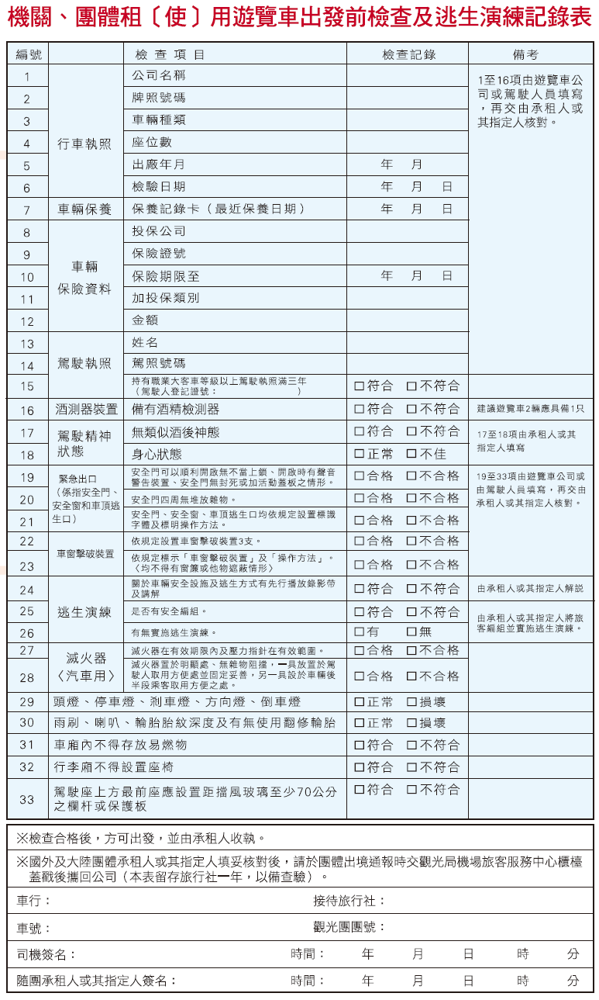 機關、團體租〔使〕用遊覽車出發前檢查及逃生演練記錄表
編號 檢查項目 檢查記錄 備考
1 行車執照 公司名稱 1至16項由遊覽車公
司或駕駛人員填寫
，再交由承租人或
其指定人核對。
2 牌照號碼
3 車輛種類
4 座位數
5 出廠年月 年 月
6 檢驗日期 年 月 日
7 車輛保養 保養記錄卡（最近保養日期） 年 月 日
8 車輛
保險資料 投保公司
9 保險證號
10 保險期限至 年 月 日
11 加投保類別
12 金額
13 駕駛執照 姓名
14 駕照號碼
15 持有職業大客車等級以上駕駛執照滿三年
（駕駛人登記證號： ） □符合 □不符合
16 酒測器裝置 備有酒精檢測器 □符合 □不符合 建議遊覽車2輛應具備1只
17 駕駛精神
狀態 無類似酒後神態 □符合 □不符合 17至18項由承租人或其
指定人填寫
18 身心狀態 □正常 □不佳
19 緊急出口
（係指安全門、
安全窗和車頂逃
生口） 安全門可以順利開啟無不當上鎖、開啟時有聲音
警告裝置、安全門無封死或加活動蓋板之情形。 □合格 □不合格 19至33項由遊覽車公司或
由駕駛人員填寫，再交由
承租人或其指定人核對。
20 安全門四周無堆放雜物。 □合格 □不合格
21 安全門、安全窗、車頂逃生口均依規定設置標識
字體及標明操作方法。 □合格 □不合格
22 車窗擊破裝置 依規定設置車窗擊破裝置3支。 □合格 □不合格
23 依規定標示「車窗擊破裝置」及「操作方法」。
〈均不得有窗簾或他物遮蔽情形〉 □合格 □不合格
24 逃生演練 關於車輛安全設施及逃生方式有先行播放錄影帶
及講解 □符合 □不符合 由承租人或其指定人解說
25 是否有安全編組。 □符合 □不符合 由承租人或其指定人將旅
客編組並實施逃生演練。
26 有無實施逃生演練。 □有 □無
27 滅火器
〈汽車用〉 滅火器在有效期限內及壓力指針在有效範圍。 □合格 □不合格
28 滅火器置於明顯處、無雜物阻擋，一具放置於駕
駛人取用方便處並固定妥善，另一具設於車輛後
半段乘客取用方便之處。 □合格 □不合格
29 頭燈、停車燈、剎車燈、方向燈、倒車燈 □正常 □損壞
30 雨刷、喇叭、輪胎胎紋深度及有無使用翻修輪胎 □正常 □損壞
31 車廂內不得存放易燃物 □符合 □不符合
32 行李廂不得設置座椅 □符合 □不符合
33 駕駛座上方最前座應設置距擋風玻璃至少70公分
之欄杆或保護板 □符合 □不符合
※檢查合格後，方可出發，並由承租人收執。
※國外及大陸團體承租人或其指定人填妥核對後，請於團體出境通報時交觀光局機場旅客服務中心櫃檯
蓋戳後攜回公司（本表留存旅行社一年，以備查驗）。
車行： 接待旅行社：
車號： 觀光團團號：
司機簽名： 時間： 年 月 日 時 分
隨團承租人或其指定人簽名： 時間： 年 月 日 時 分